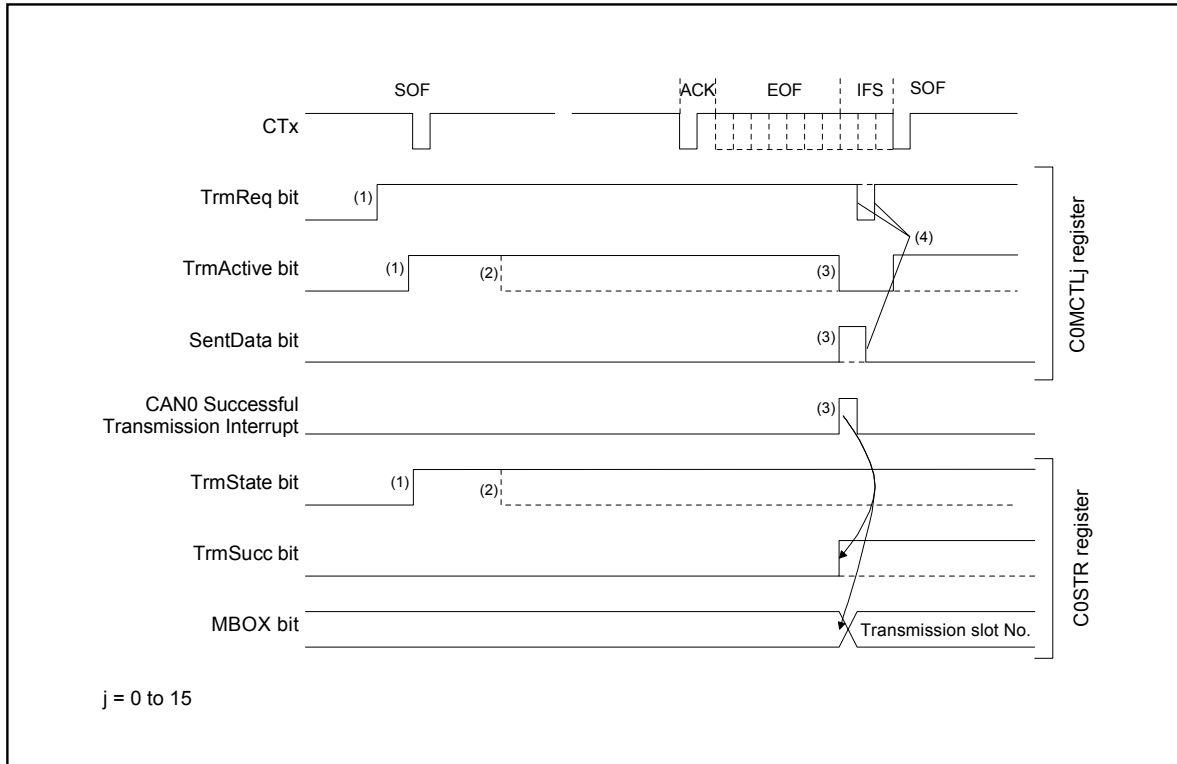 SOF ACK EOF IFS SOF
CTx
TrmReq bit (1)
(4)
TrmActive bit (1) (2) (3)
SentData bit (3)
C0MCTLj register
CAN0 Successful
Transmission Interrupt (3)
TrmState bit (1) (2)
TrmSucc bit
MBOX bit Transmission slot No.
C0STR register
j = 0 to 15